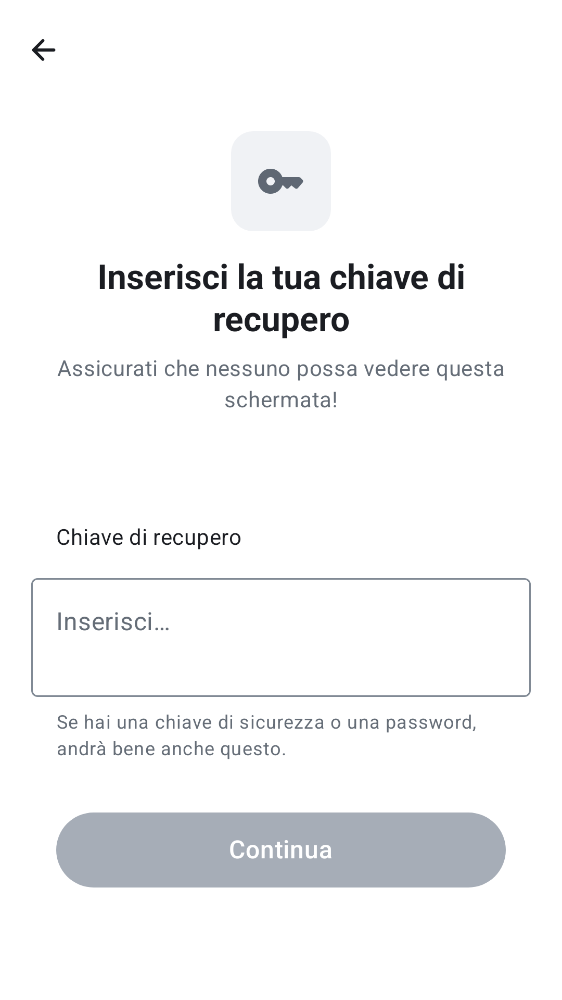 Inserisci la tua chiave di
recupero
Assicurati che nessuno possa vedere questa
schermata!
Chiave di recupero
Inserisci…
Se hai una chiave di sicurezza o una password,
andrà bene anche questo.
Continua